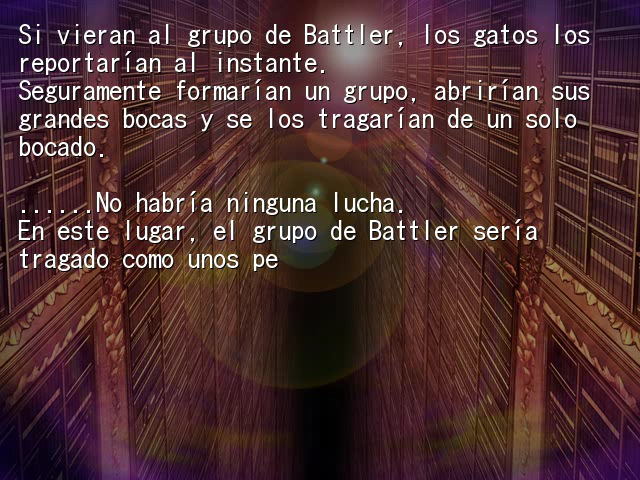 Si vieran al grupo de Battler, los gatos los
reportarían al instante.
Seguramente formarían un grupo, abrirían sus
grandes bocas y se los tragarían de un solo
bocado.
......No habría ninguna lucha.
En este lugar, el grupo de Battler sería
tragado como unos pe